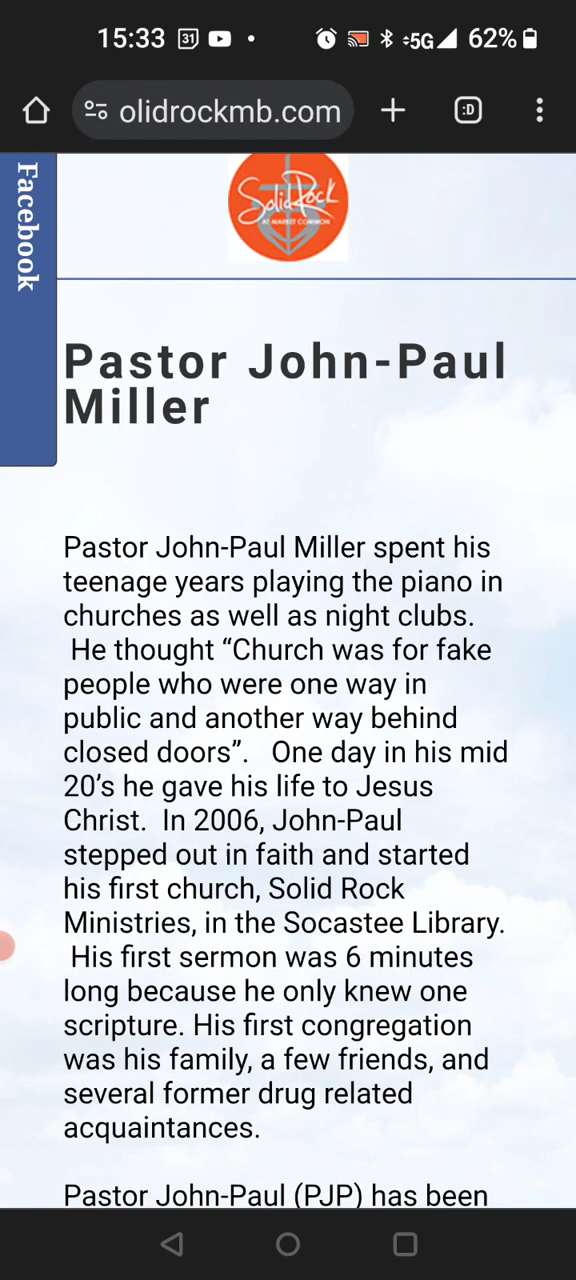 15:33 31 5G 62%
olidrockmb.com :D
Facebook
SolidRock
AT MARKET COMMON
Pastor John-Paul
Miller
Pastor John-Paul Miller spent his
teenage years playing the piano in
churches as well as night clubs.
He thought “Church was for fake
people who were one way in
public and another way behind
closed doors”. One day in his mid
20’s he gave his life to Jesus
Christ. In 2006, John-Paul
stepped out in faith and started
his first church, Solid Rock
Ministries, in the Socastee Library.
His first sermon was 6 minutes
long because he only knew one
scripture. His first congregation
was his family, a few friends, and
several former drug related
acquaintances.
Pastor John-Paul (PJP) has been